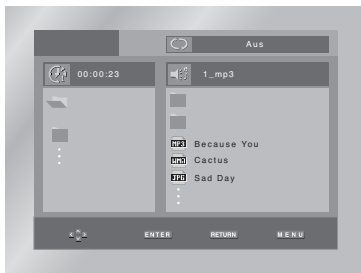 Aus
00:00:23
1_mp3
MP3 Because You
WMA Cactus
JPG Sad Day
ENTER RETURN MENU